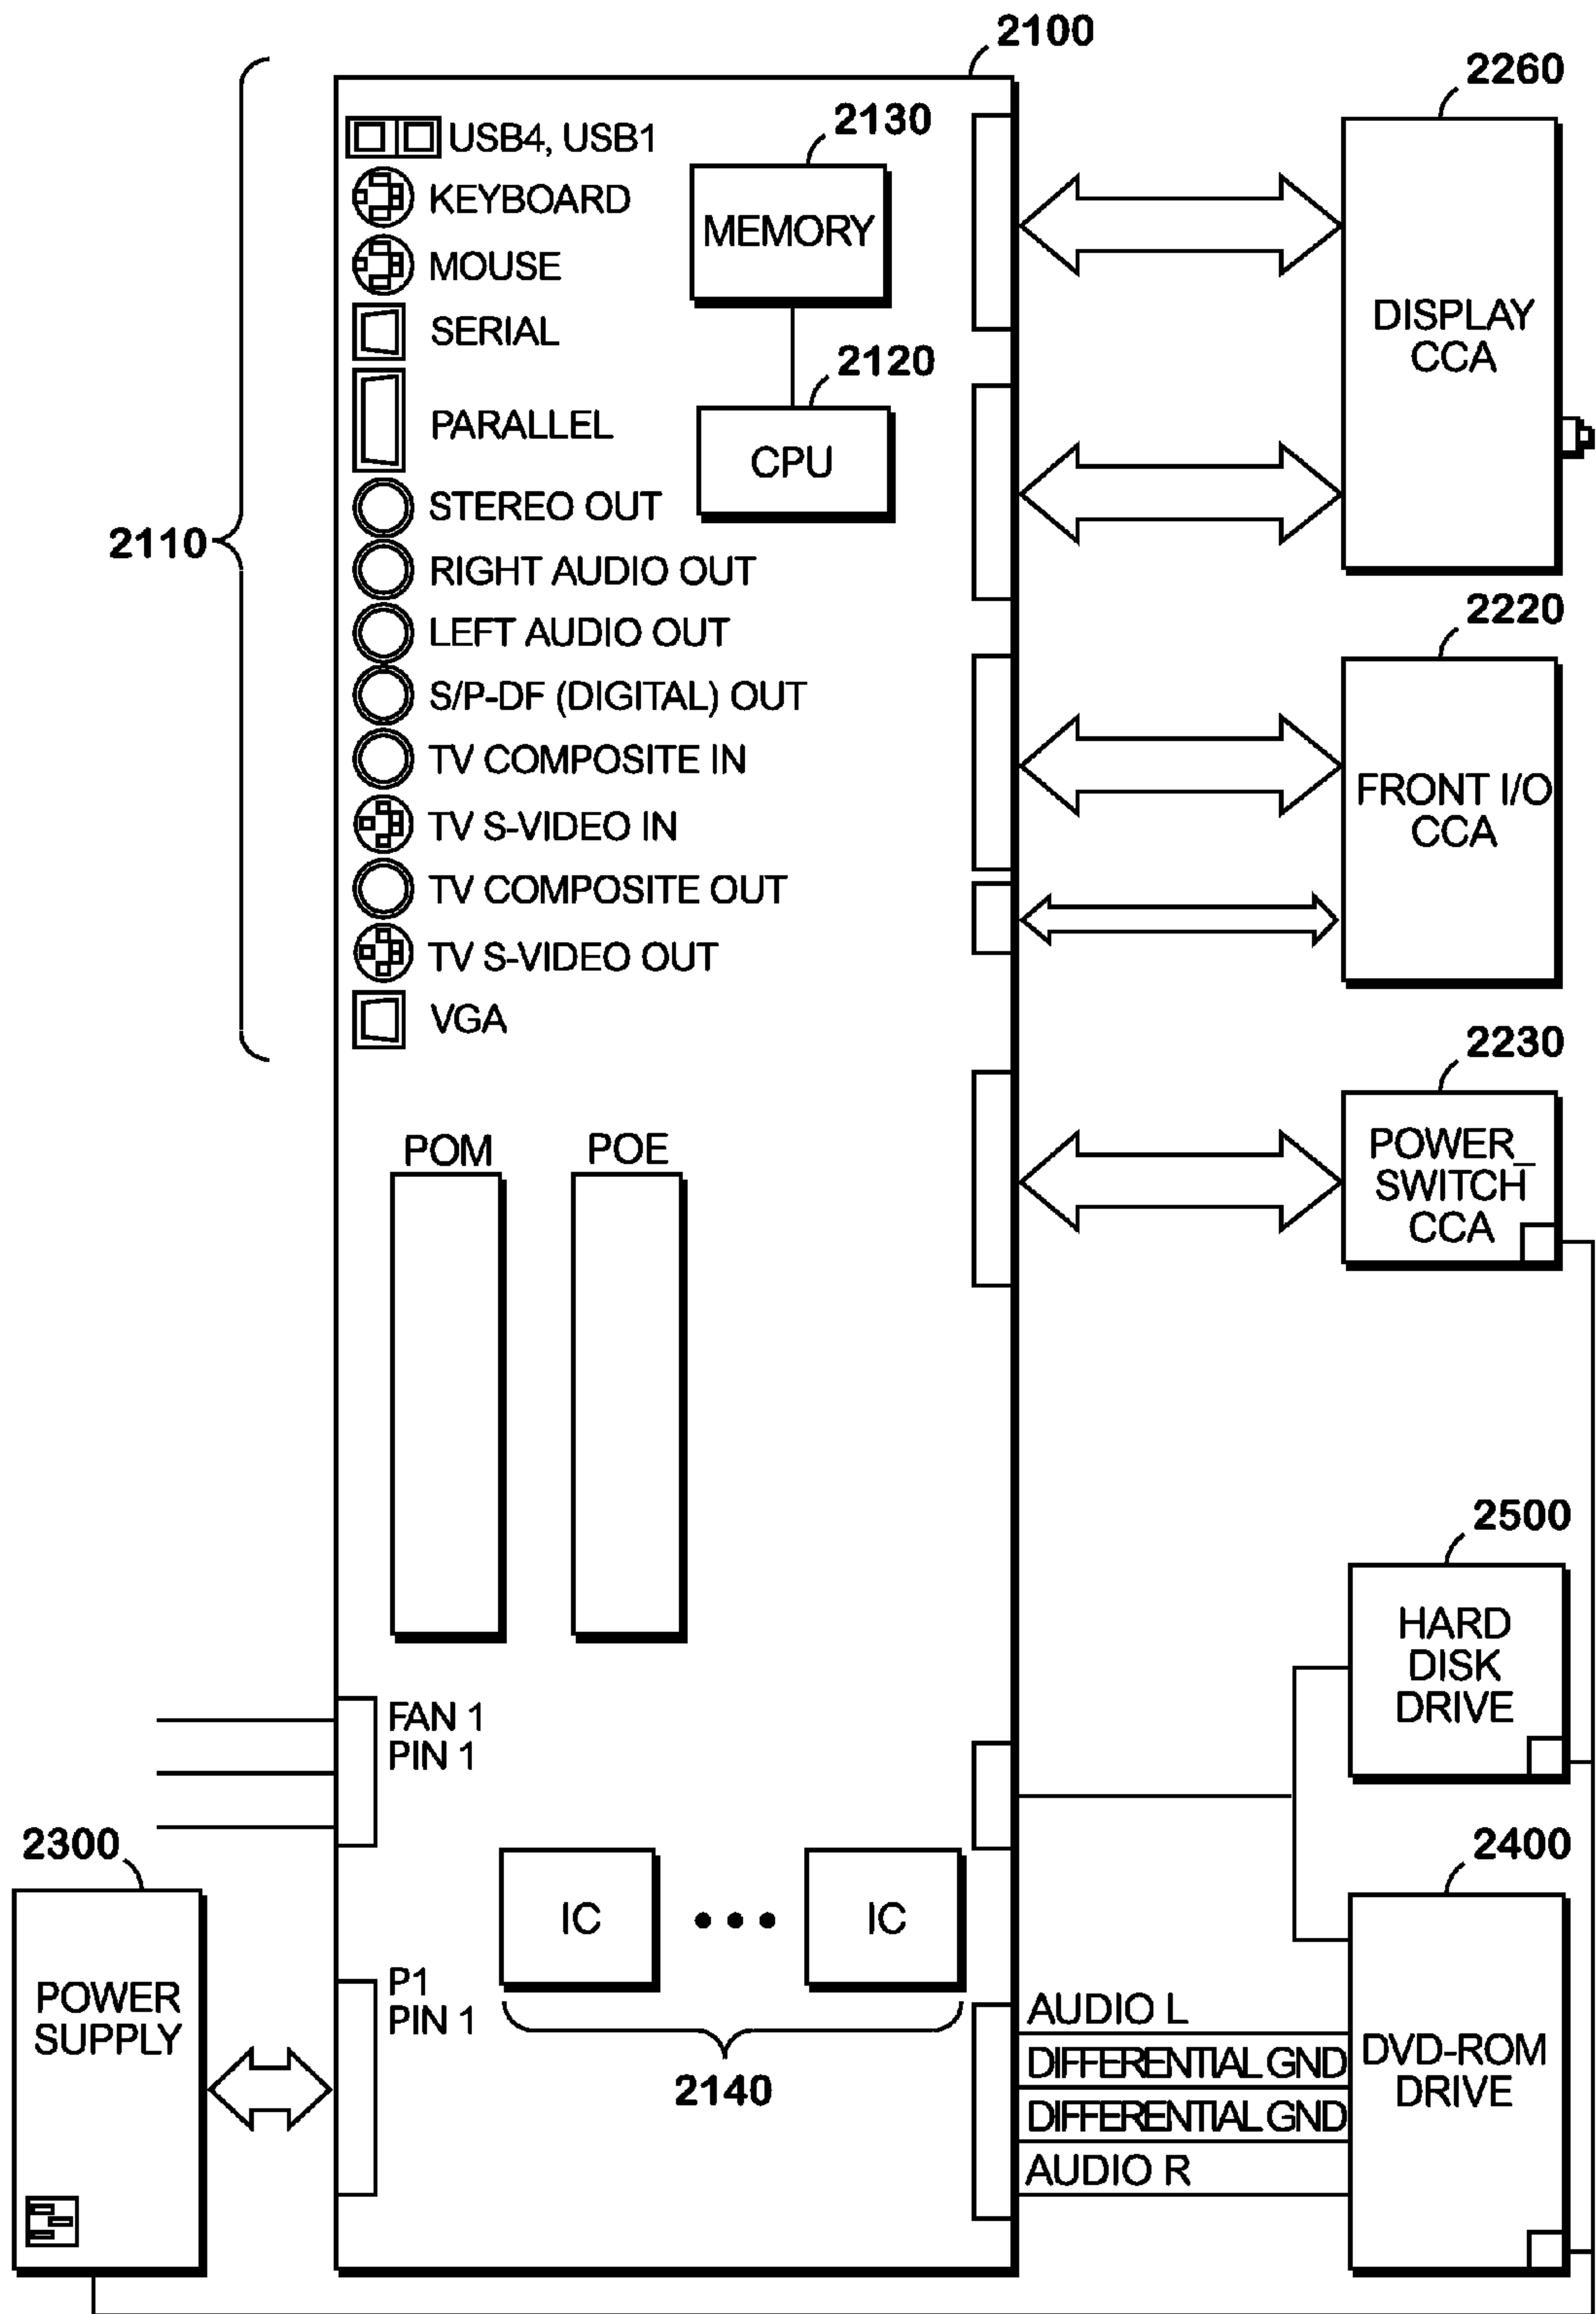 2100
2260
2130
USB4, USB1
KEYBOARD
MEMORY
MOUSE
SERIAL
DISPLAY
CCA
2120
PARALLEL
CPU
STEREO OUT
2110
RIGHT AUDIO OUT
2220
LEFT AUDIO OUT
S/P-DF (DIGITAL) OUT
TV COMPOSITE IN
FRONT I/O
CCA
TV S-VIDEO IN
TV COMPOSITE OUT
TV S-VIDEO OUT
VGA
2230
POM
POE
POWER_
SWITCH
CCA
2500
HARD
DISK
DRIVE
FAN 1
PIN 1
2300
2400
IC
IC
POWER
SUPPLY
P1
PIN 1
AUDIO L
DIFFERENTIAL GND
DVD-ROM
DRIVE
2140
DIFFERENTIAL GND
AUDIO R